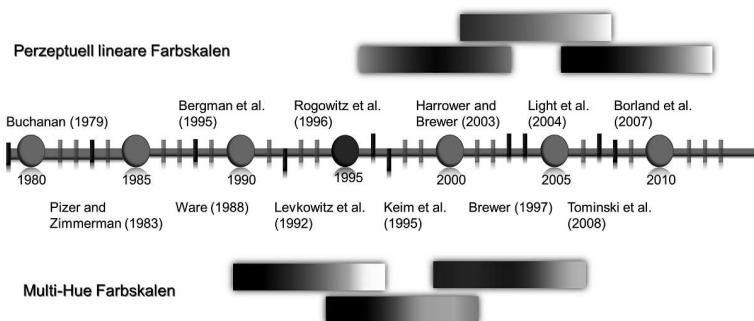 Perzeptuell lineare Farbskalen
Buchanan (1979)
Bergman et al.
(1995)
Rogowitz et al.
(1996)
Harrower and
Brewer (2003)
Light et al.
(2004)
Borland et al.
(2007)
1980
1985
1990
1995
2000
2005
2010
Pizer and
Zimmerman (1983)
Ware (1988)
Levkowitz et al.
(1992)
Keim et al.
(1995)
Brewer (1997)
Tominski et al.
(2008)
Multi-Hue Farbskalen